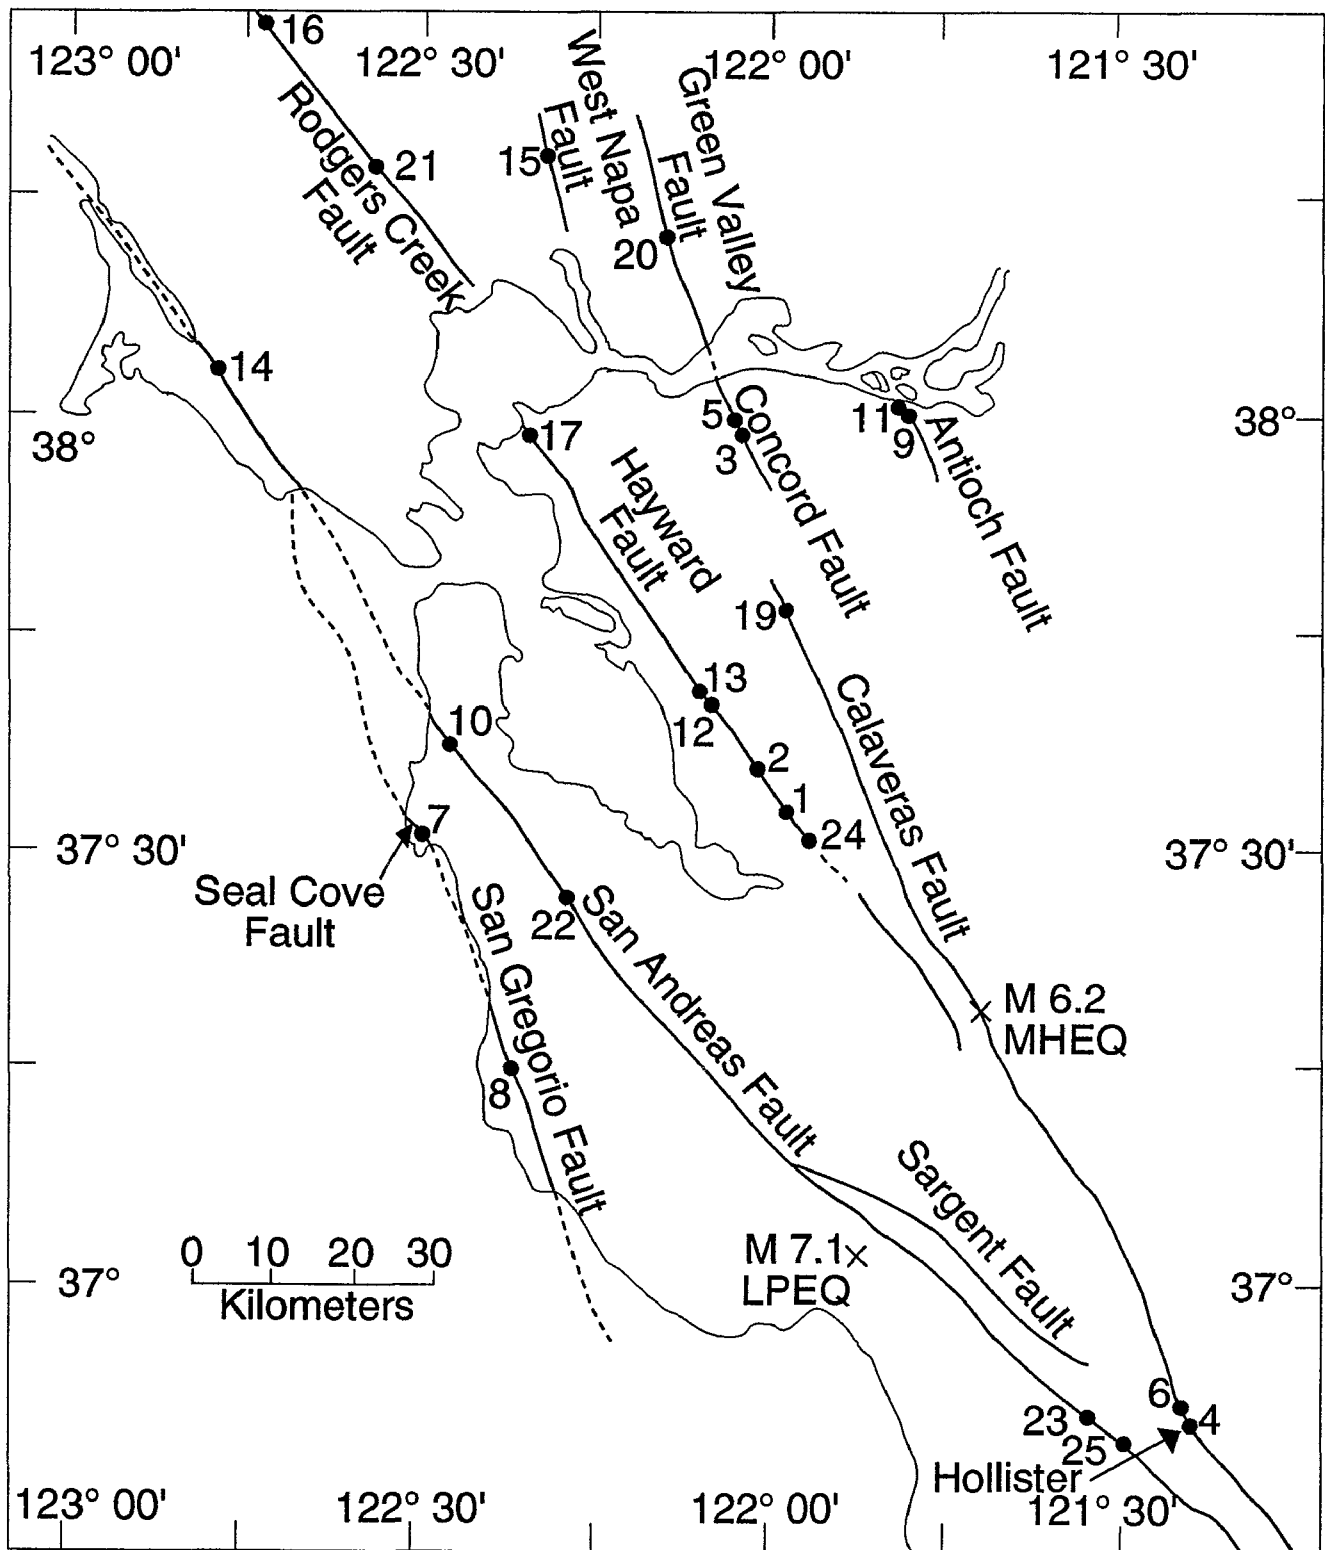 16
123° 00'
122° 30'
122° 00'
121° 30'
Rodgers Creek
Fault
21
West Napa
Fault
15
Green Valley
Fault
20
14
38°
17
5
3
Concord Fault
11
9
Antioch Fault
38°
Hayward
Fault
19
13
12
Calaveras Fault
10
2
1
24
7
37° 30'
37° 30'
Seal Cove
Fault
22
San Andreas Fault
San Gregorio Fault
8
M 6.2
MHEQ
Sargent Fault
0 10 20 30
Kilometers
M 7.1
LPEQ
37°
37°
6
4
23
25
Hollister
123° 00'
122° 30'
122° 00'
121° 30'